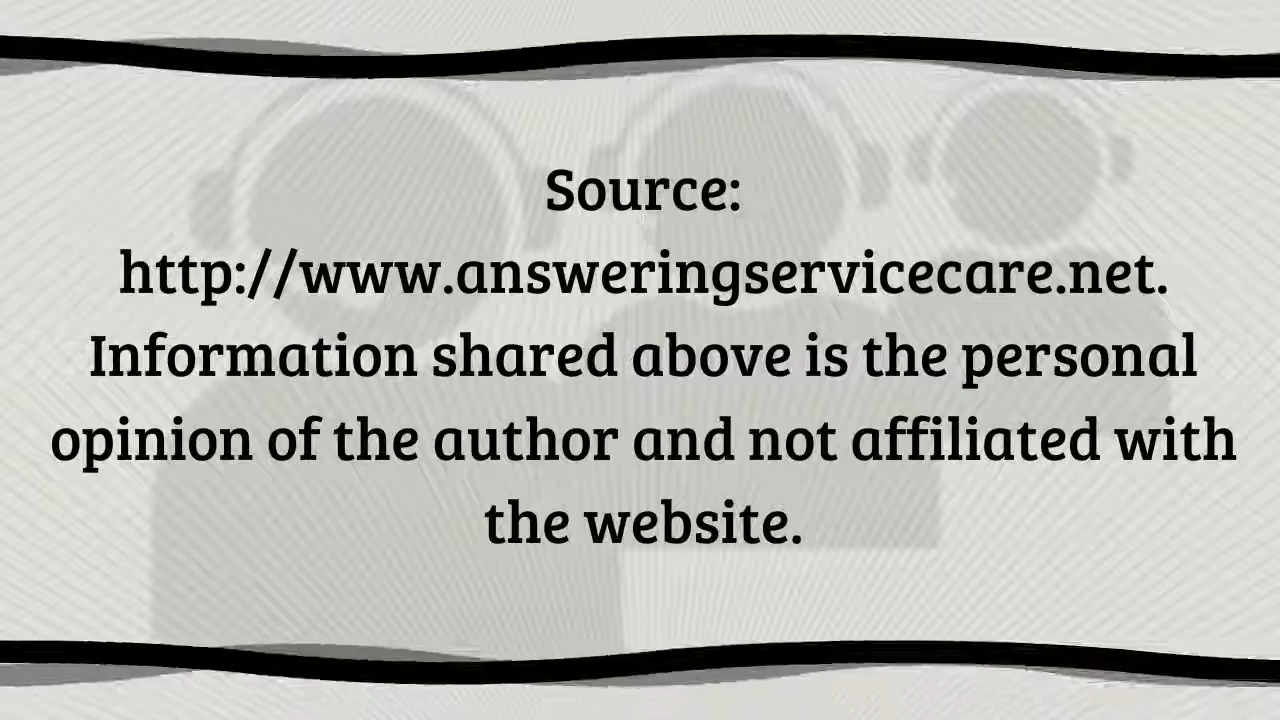 Source:
http://www.answeringservicecare.net.
Information shared above is the personal
opinion of the author and not affiliated with
the website.